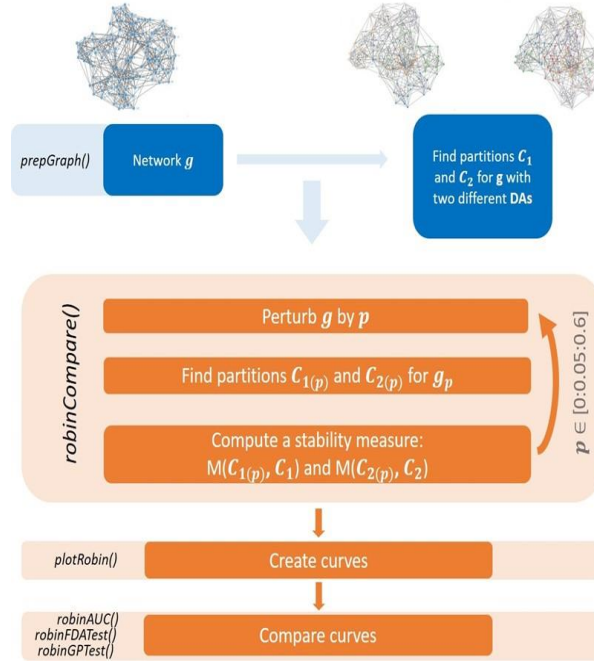 prepGraph()
Network g
Find partitions C1
and C2 for g with
two different DAs
robinCompare()
Perturb g by p
Find partitions C1(p) and C2(p) for gp
Compute a stability measure:
M(C1(p), C1) and M(C2(p), C2)
p ∈ [0:0.05:0.6]
plotRobin()
Create curves
robinAUC()
robinFDATest()
robinGPTest()
Compare curves